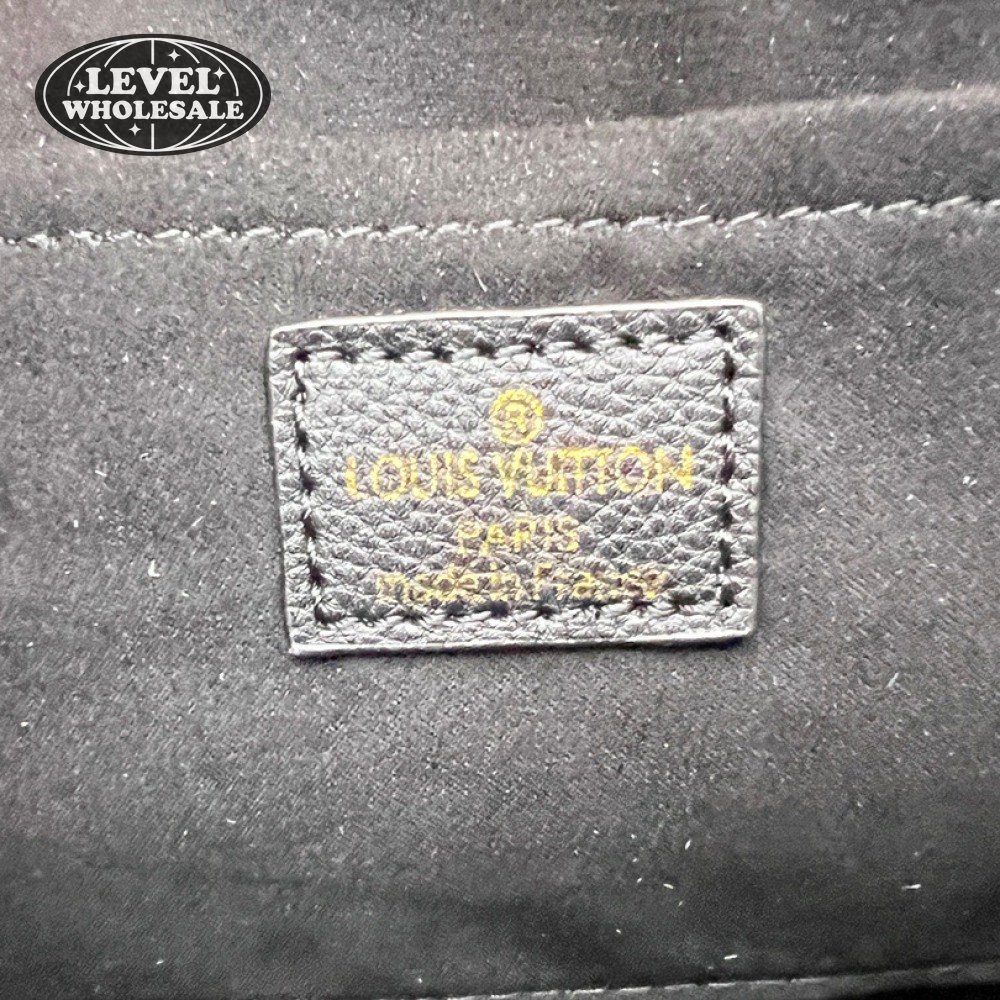 LEVEL
WHOLESALE
®
LOUIS VUITTON
PARIS
made in France